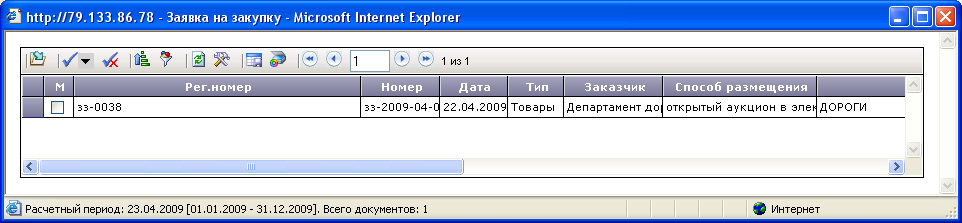 http://79.133.86.78 - Заявка на закупку - Microsoft Internet Explorer
1 1 из 1
М Рег.номер Номер Дата Тип Заказчик Способ размещения
зз-0038 зз-2009-04-0 22.04.2009 Товары Департамент дор открытый аукцион в элек ДОРОГИ
Расчетный период: 23.04.2009 [01.01.2009 - 31.12.2009]. Всего документов: 1 Интернет